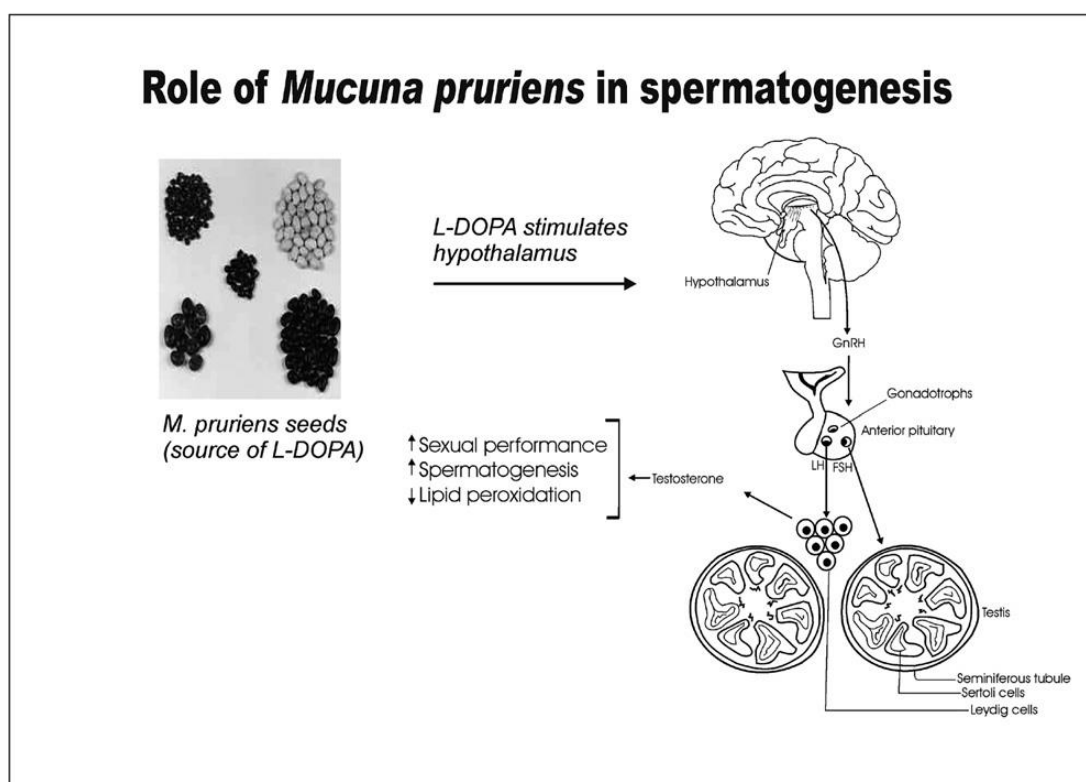 Role of Mucuna pruriens in spermatogenesis
L-DOPA stimulates
hypothalamus
Hypothalamus
GnRH
Gonadotrophs
Anterior pituitary
LH FSH
M. pruriens seeds
(source of L-DOPA)
↑Sexual performance
↑Spermatogenesis
↓Lipid peroxidation
Testosterone
Testis
Seminiferous tubule
Sertoli cells
Leydig cells